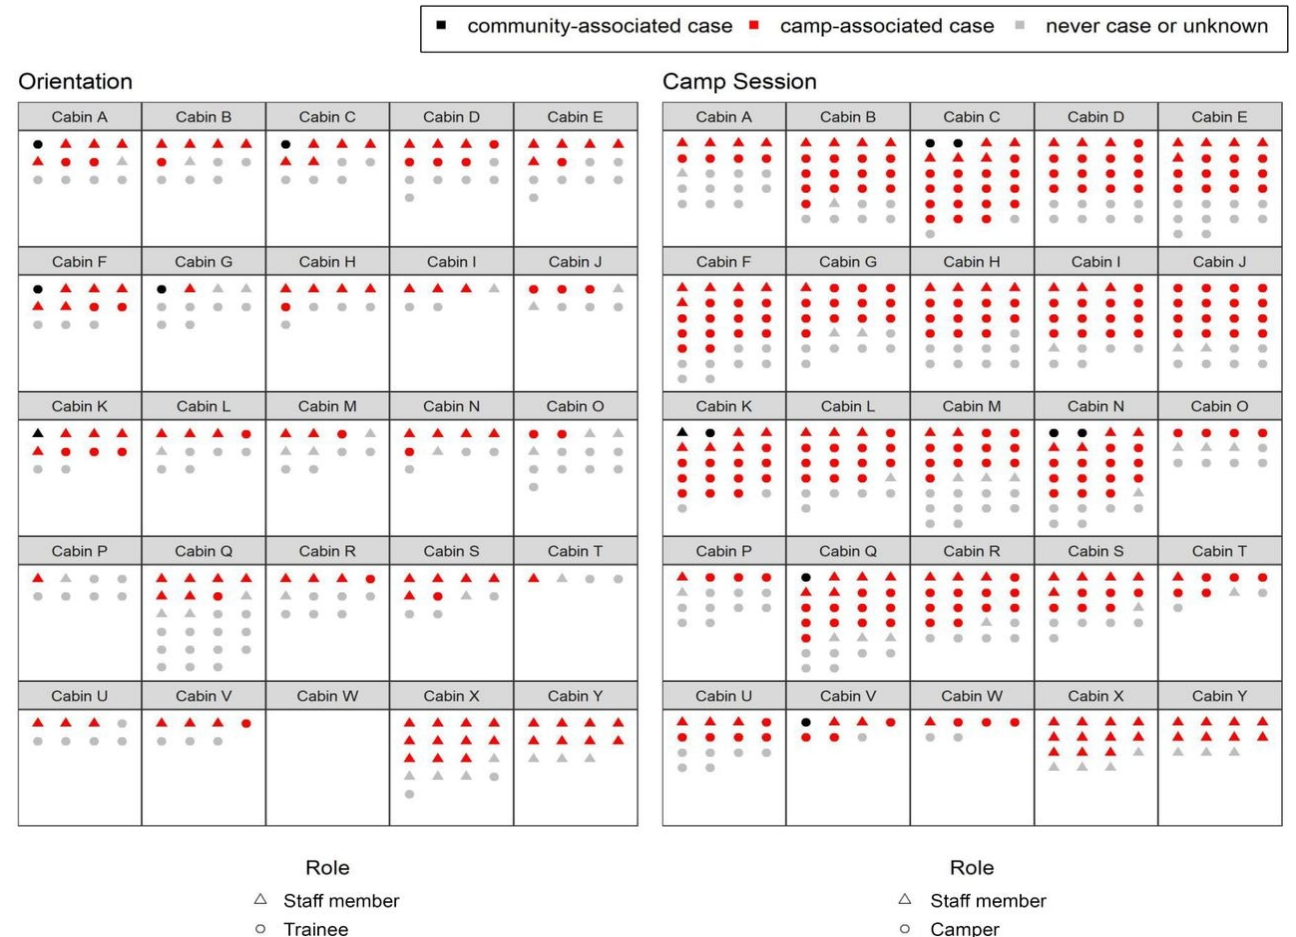 community-associated case camp-associated case never case or unknown
Orientation
Cabin A Cabin B Cabin C Cabin D Cabin E
Cabin F Cabin G Cabin H Cabin I Cabin J
Cabin K Cabin L Cabin M Cabin N Cabin O
Cabin P Cabin Q Cabin R Cabin S Cabin T
Cabin U Cabin V Cabin W Cabin X Cabin Y
Role
Staff member
Trainee
Camp Session
Cabin A Cabin B Cabin C Cabin D Cabin E
Cabin F Cabin G Cabin H Cabin I Cabin J
Cabin K Cabin L Cabin M Cabin N Cabin O
Cabin P Cabin Q Cabin R Cabin S Cabin T
Cabin U Cabin V Cabin W Cabin X Cabin Y
Role
Staff member
Camper